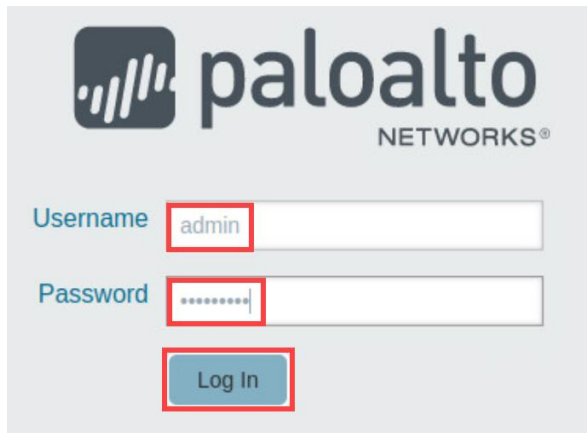 paloalto
NETWORKS®
Username admin
Password •••••••••
Log In